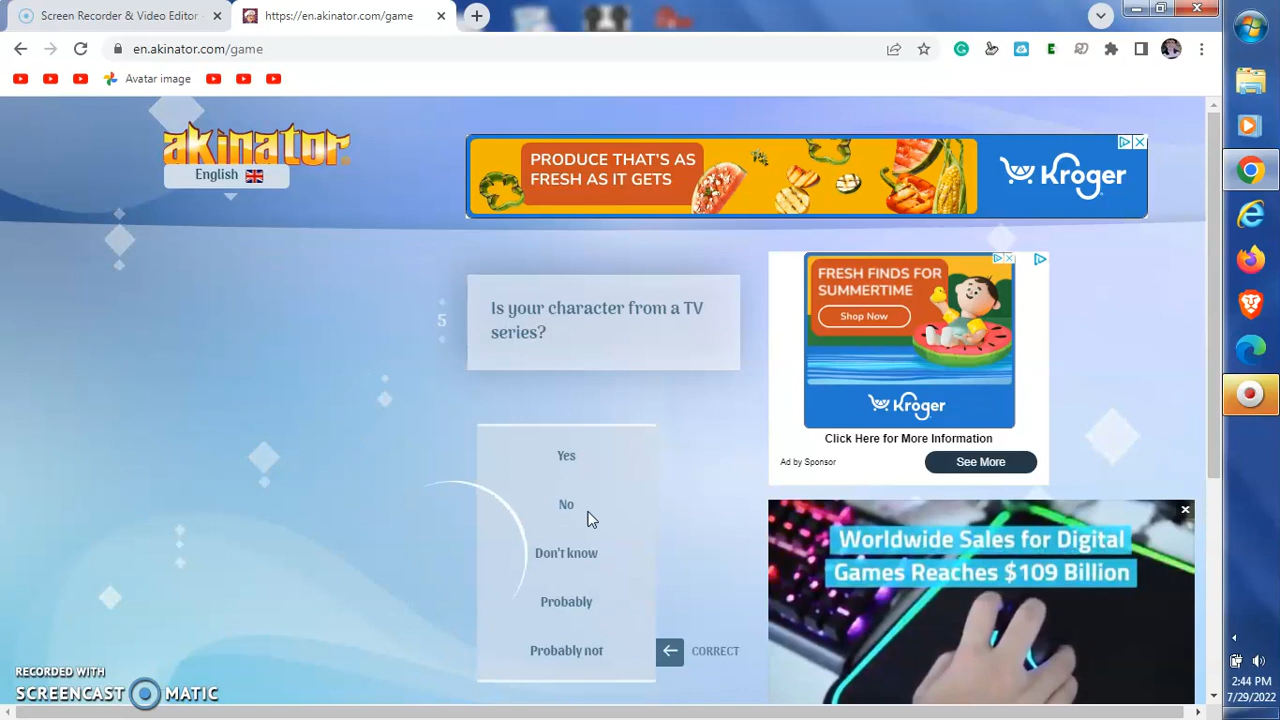 Screen Recorder & Video Editor
https://en.akinator.com/game
en.akinator.com/game
Avatar image
akinator
English
PRODUCE THAT'S AS
FRESH AS IT GETS
Kroger
5
Is your character from a TV
series?
FRESH FINDS FOR
SUMMERTIME
Shop Now
Kroger
Click Here for More Information
Ad by Sponsor
See More
Yes
No
Don't know
Probably
Probably not
CORRECT
Worldwide Sales for Digital
Games Reaches $109 Billion
RECORDED WITH
SCREENCAST MATIC
2:44 PM
7/29/2022